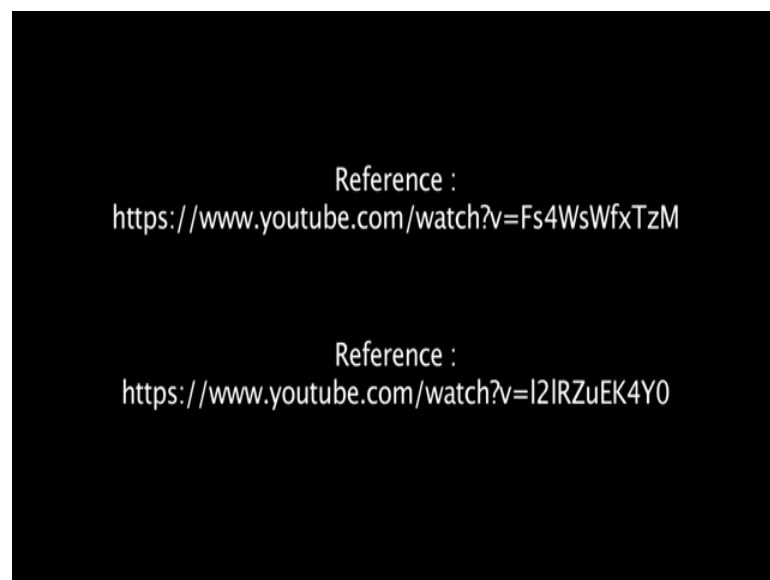 Reference :
https://www.youtube.com/watch?v=Fs4WsWfxTzM
Reference :
https://www.youtube.com/watch?v=l2lRZuEK4Y0